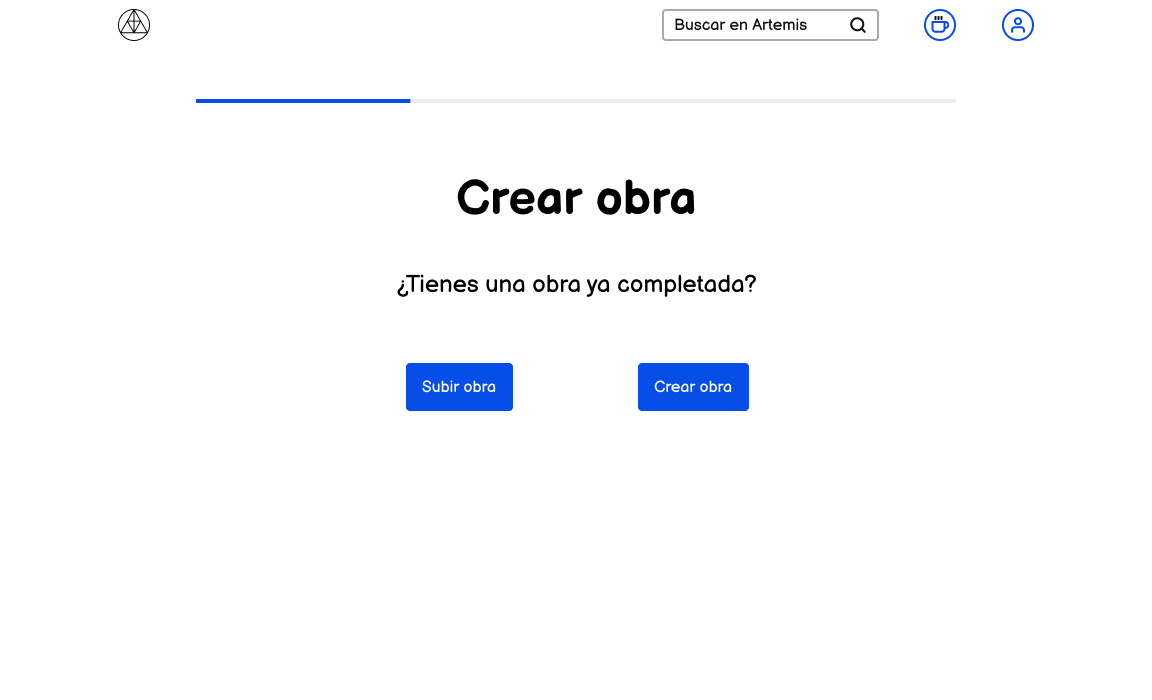 Buscar en Artemis
Crear obra
¿Tienes una obra ya completada?
Subir obra
Crear obra